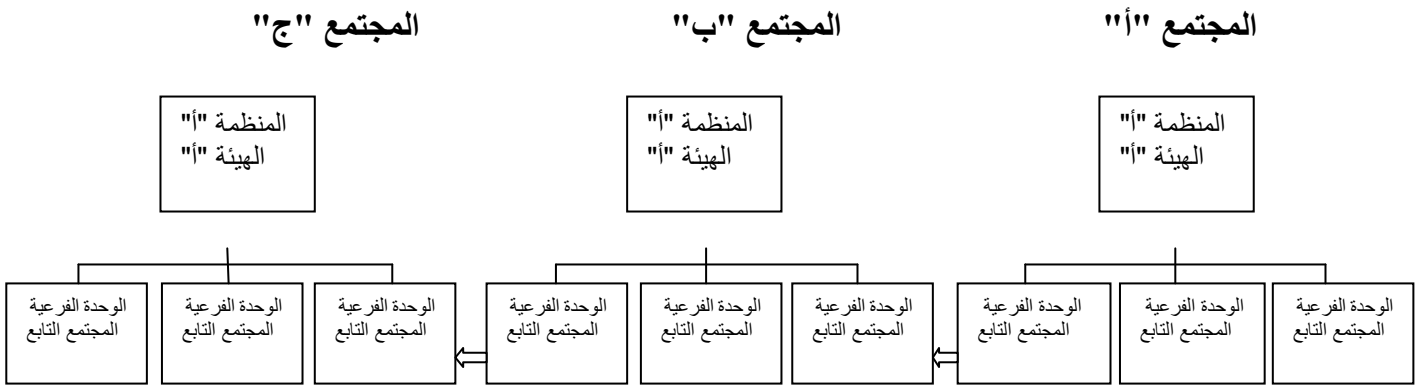 المجتمع "أ"
المجتمع "ب"
المجتمع "ج"
المنظمة "أ"
الهيئة "أ"
المنظمة "أ"
الهيئة "أ"
المنظمة "أ"
الهيئة "أ"
الوحدة الفرعية
المجتمع التابع
الوحدة الفرعية
المجتمع التابع
الوحدة الفرعية
المجتمع التابع
الوحدة الفرعية
المجتمع التابع
الوحدة الفرعية
المجتمع التابع
الوحدة الفرعية
المجتمع التابع
الوحدة الفرعية
المجتمع التابع
الوحدة الفرعية
المجتمع التابع
الوحدة الفرعية
المجتمع التابع